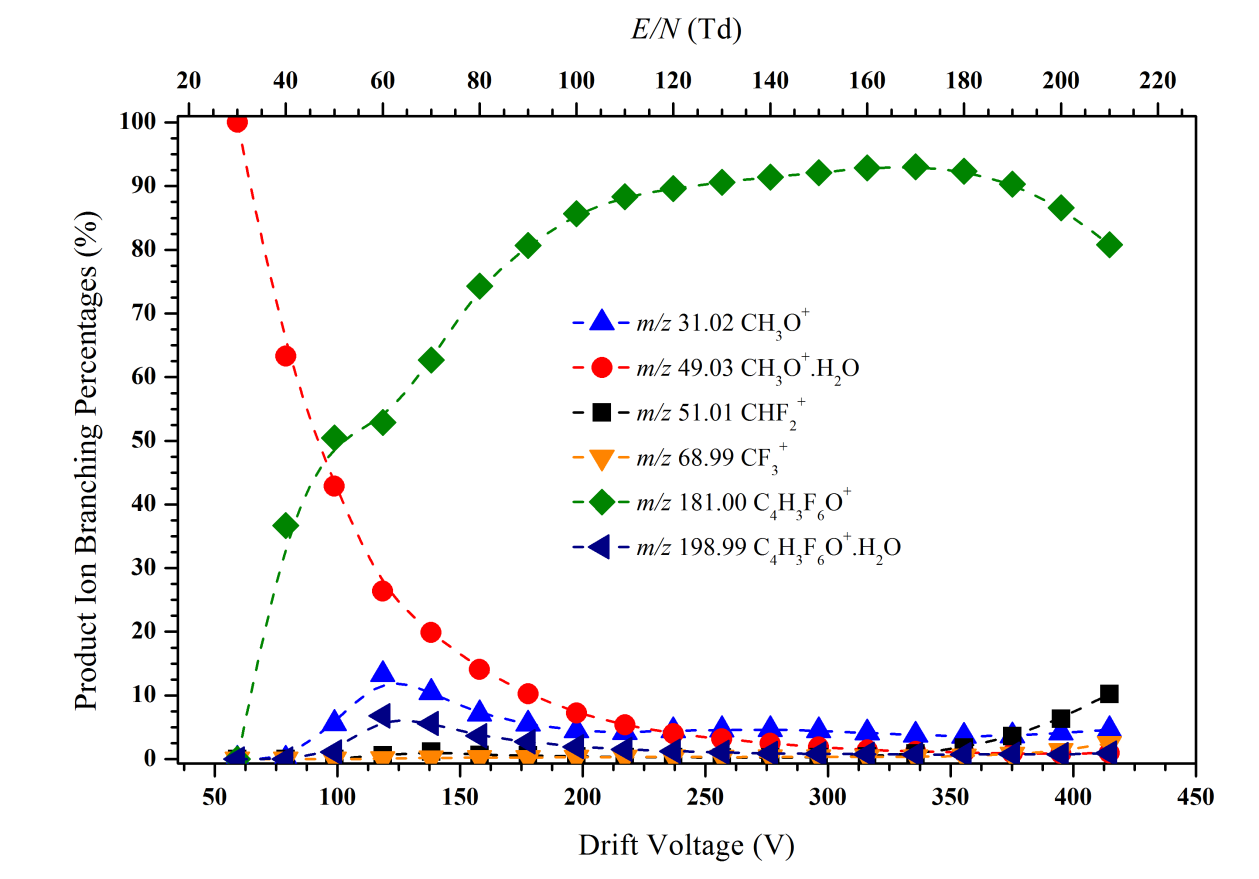 E/N (Td)
20 40 60 80 100 120 140 160 180 200 220
Product Ion Branching Percentages (%)
100
90
80
70
60
50
40
30
20
10
0
m/z 31.02 CH₃O⁺
m/z 49.03 CH₃O⁺.H₂O
m/z 51.01 CHF₂⁺
m/z 68.99 CF₃⁺
m/z 181.00 C₄H₃F₆O⁺
m/z 198.99 C₄H₃F₆O⁺.H₂O
50 100 150 200 250 300 350 400 450
Drift Voltage (V)